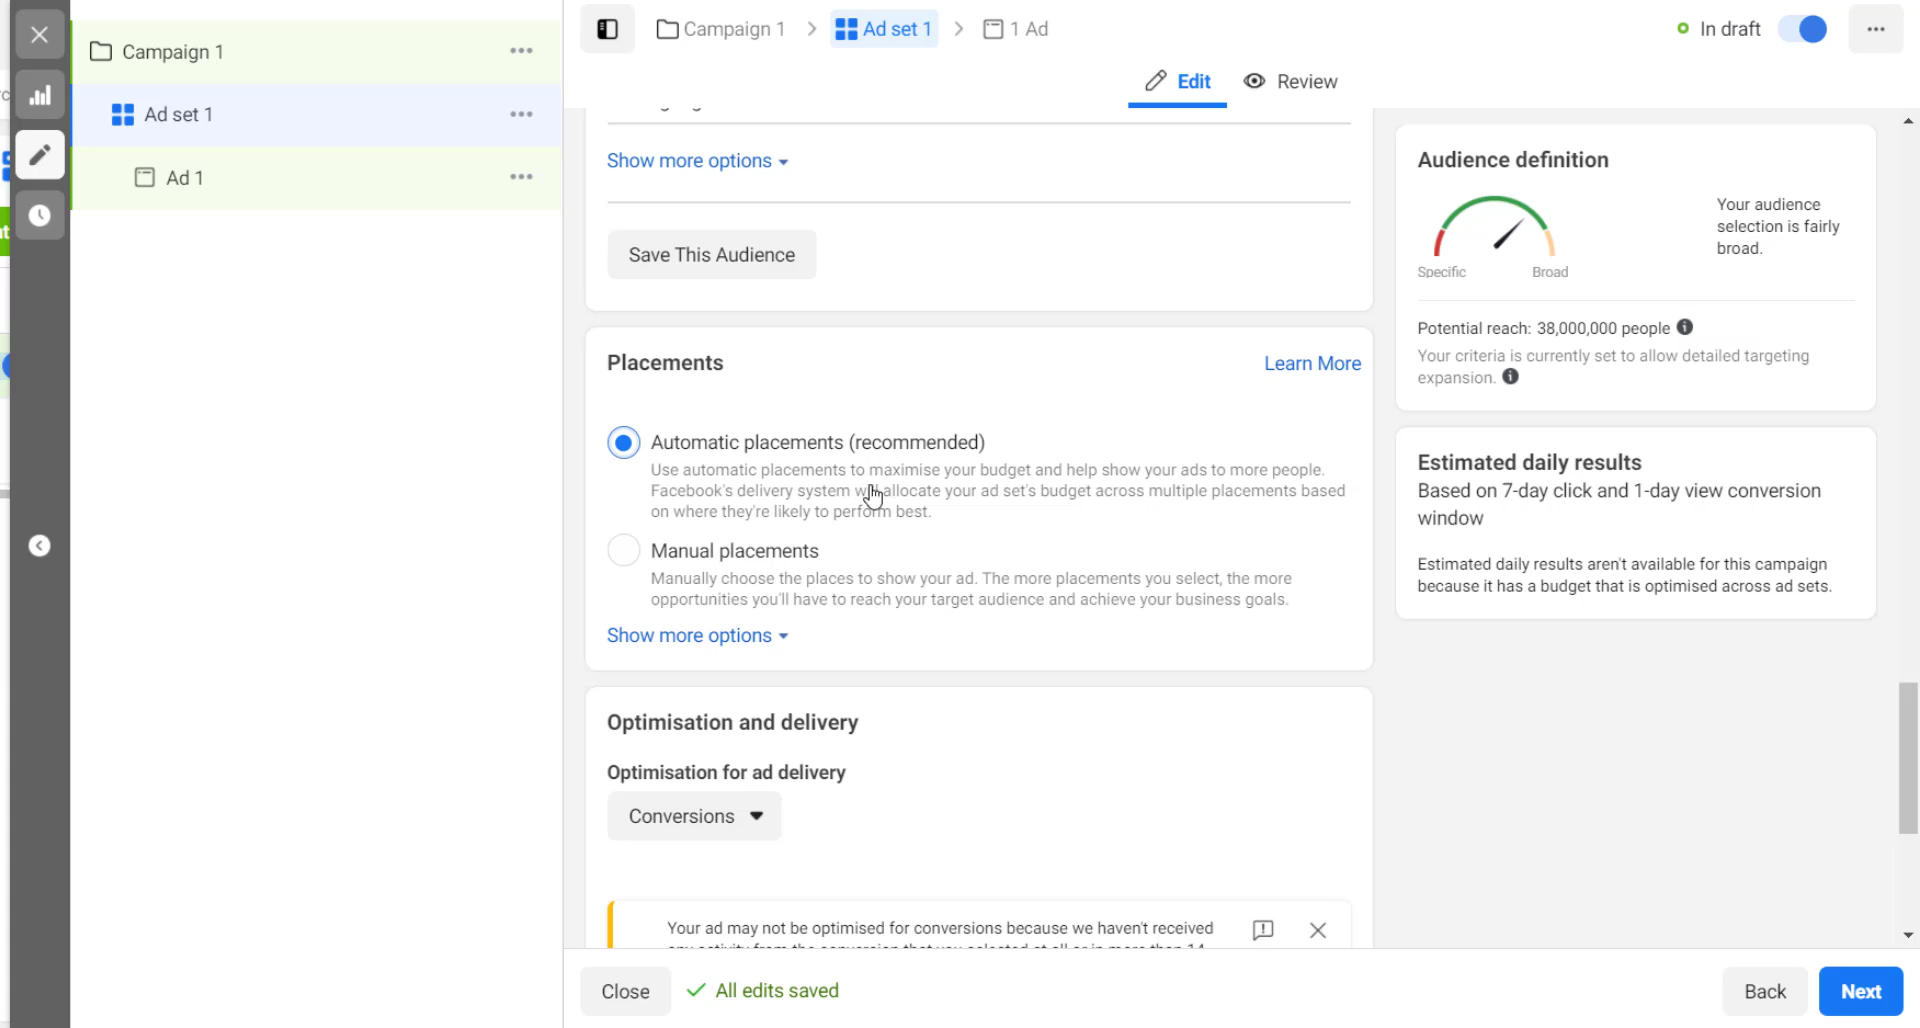 Campaign 1
Ad set 1
Ad 1
Campaign 1
Ad set 1
1 Ad
In draft
Edit
Review
Show more options
Save This Audience
Placements
Learn More
Automatic placements (recommended)
Use automatic placements to maximise your budget and help show your ads to more people.
Facebook's delivery system will allocate your ad set's budget across multiple placements based
on where they're likely to perform best.
Manual placements
Manually choose the places to show your ad. The more placements you select, the more
opportunities you'll have to reach your target audience and achieve your business goals.
Show more options
Optimisation and delivery
Optimisation for ad delivery
Conversions
Your ad may not be optimised for conversions because we haven't received
Audience definition
Specific
Broad
Your audience
selection is fairly
broad.
Potential reach: 38,000,000 people
Your criteria is currently set to allow detailed targeting
expansion.
Estimated daily results
Based on 7-day click and 1-day view conversion
window
Estimated daily results aren't available for this campaign
because it has a budget that is optimised across ad sets.
Close
All edits saved
Back
Next